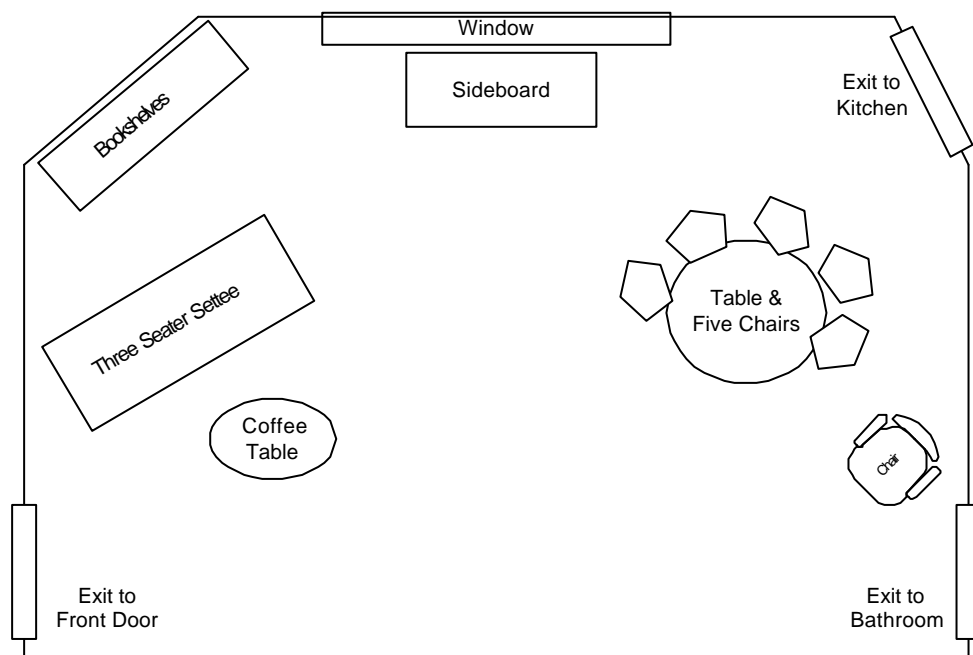 Window
Sideboard
Bookshelves
Exit to
Kitchen
Three Seater Settee
Table &
Five Chairs
Coffee
Table
Chair
Exit to
Front Door
Exit to
Bathroom